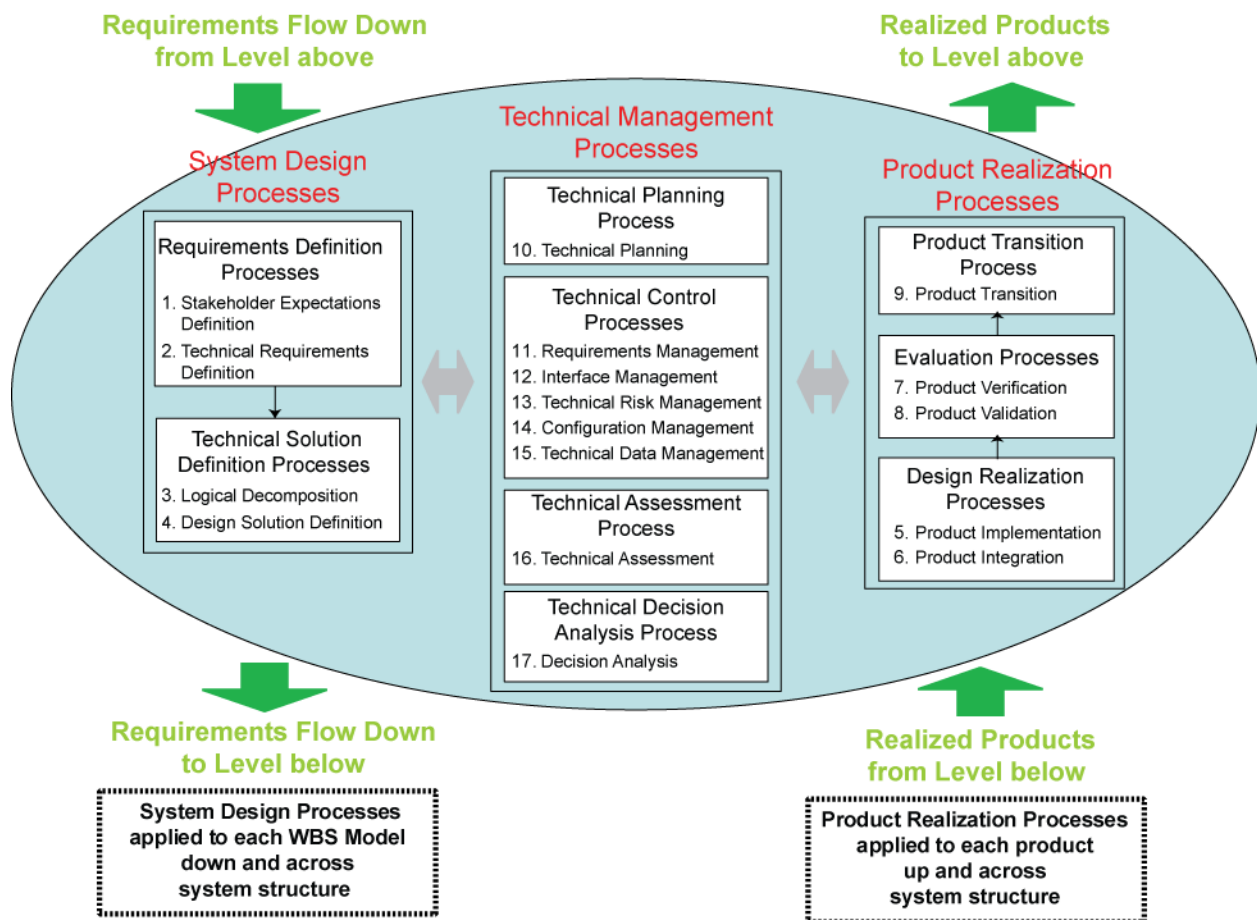 Requirements Flow Down
from Level above
Realized Products
to Level above
System Design
Processes
Requirements Definition
Processes
1. Stakeholder Expectations
Definition
2. Technical Requirements
Definition
Technical Solution
Definition Processes
3. Logical Decomposition
4. Design Solution Definition
Technical Management
Processes
Technical Planning
Process
10. Technical Planning
Technical Control
Processes
11. Requirements Management
12. Interface Management
13. Technical Risk Management
14. Configuration Management
15. Technical Data Management
Technical Assessment
Process
16. Technical Assessment
Technical Decision
Analysis Process
17. Decision Analysis
Product Realization
Processes
Product Transition
Process
9. Product Transition
Evaluation Processes
7. Product Verification
8. Product Validation
Design Realization
Processes
5. Product Implementation
6. Product Integration
Requirements Flow Down
to Level below
System Design Processes
applied to each WBS Model
down and across
system structure
Realized Products
from Level below
Product Realization Processes
applied to each product
up and across
system structure